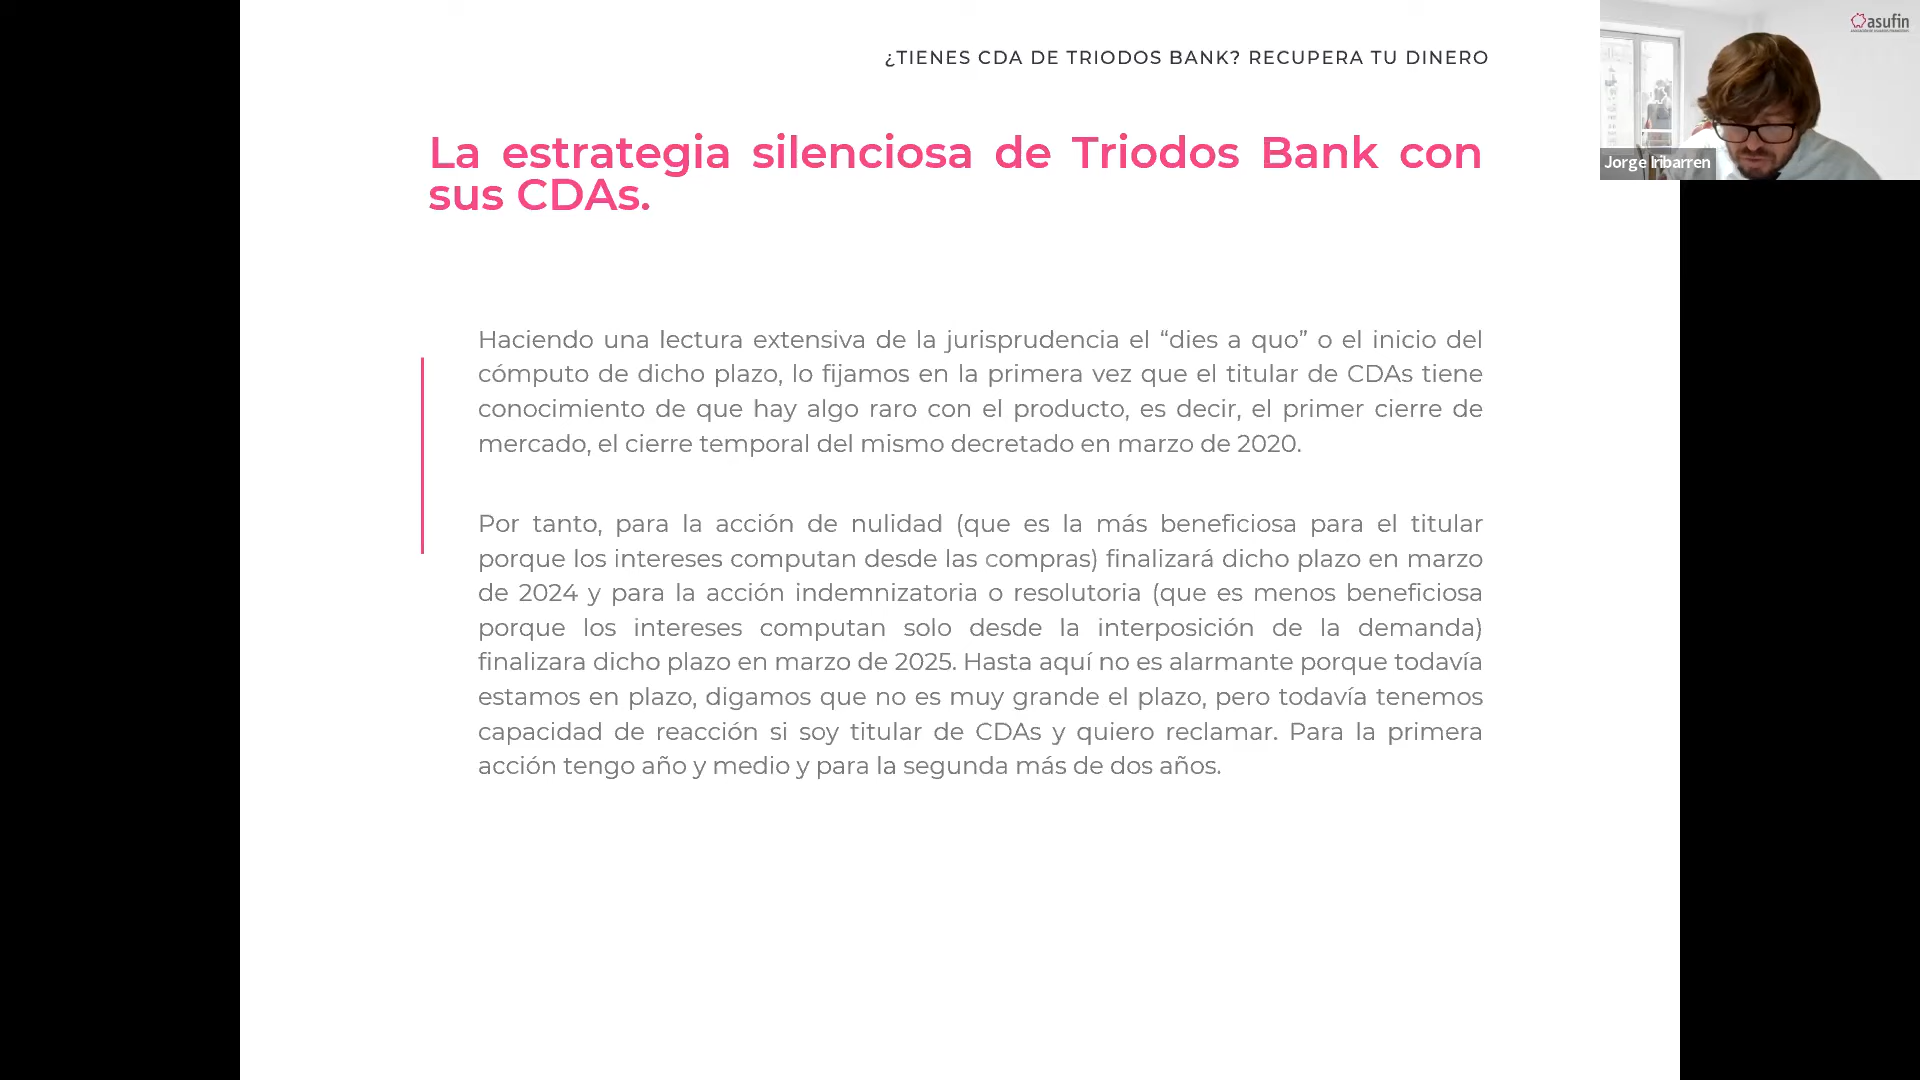 ¿TIENES CDA DE TRIODOS BANK? RECUPERA TU DINERO
asufin
Jorge Iribarren
La estrategia silenciosa de Triodos Bank con
sus CDAs.
Haciendo una lectura extensiva de la jurisprudencia el “dies a quo” o el inicio del
cómputo de dicho plazo, lo fijamos en la primera vez que el titular de CDAs tiene
conocimiento de que hay algo raro con el producto, es decir, el primer cierre de
mercado, el cierre temporal del mismo decretado en marzo de 2020.
Por tanto, para la acción de nulidad (que es la más beneficiosa para el titular
porque los intereses computan desde las compras) finalizará dicho plazo en marzo
de 2024 y para la acción indemnizatoria o resolutoria (que es menos beneficiosa
porque los intereses computan solo desde la interposición de la demanda)
finalizara dicho plazo en marzo de 2025. Hasta aquí no es alarmante porque todavía
estamos en plazo, digamos que no es muy grande el plazo, pero todavía tenemos
capacidad de reacción si soy titular de CDAs y quiero reclamar. Para la primera
acción tengo año y medio y para la segunda más de dos años.